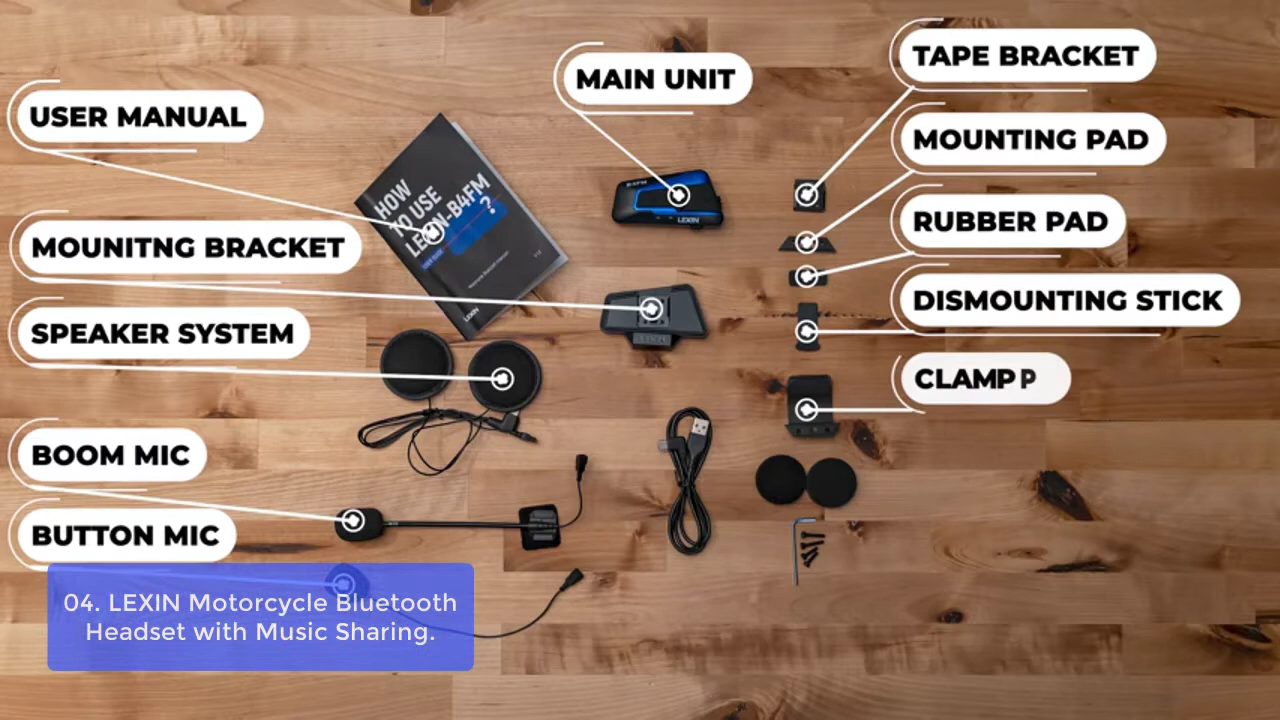 TAPE BRACKET
MAIN UNIT
USER MANUAL
MOUNTING PAD
HOW
TO USE
LEXIN-B4FM
?
RUBBER PAD
MOUNITNG BRACKET
LEXIN
DISMOUNTING STICK
LEXIN
SPEAKER SYSTEM
CLAMP P
BOOM MIC
BUTTON MIC
04. LEXIN Motorcycle Bluetooth
Headset with Music Sharing.